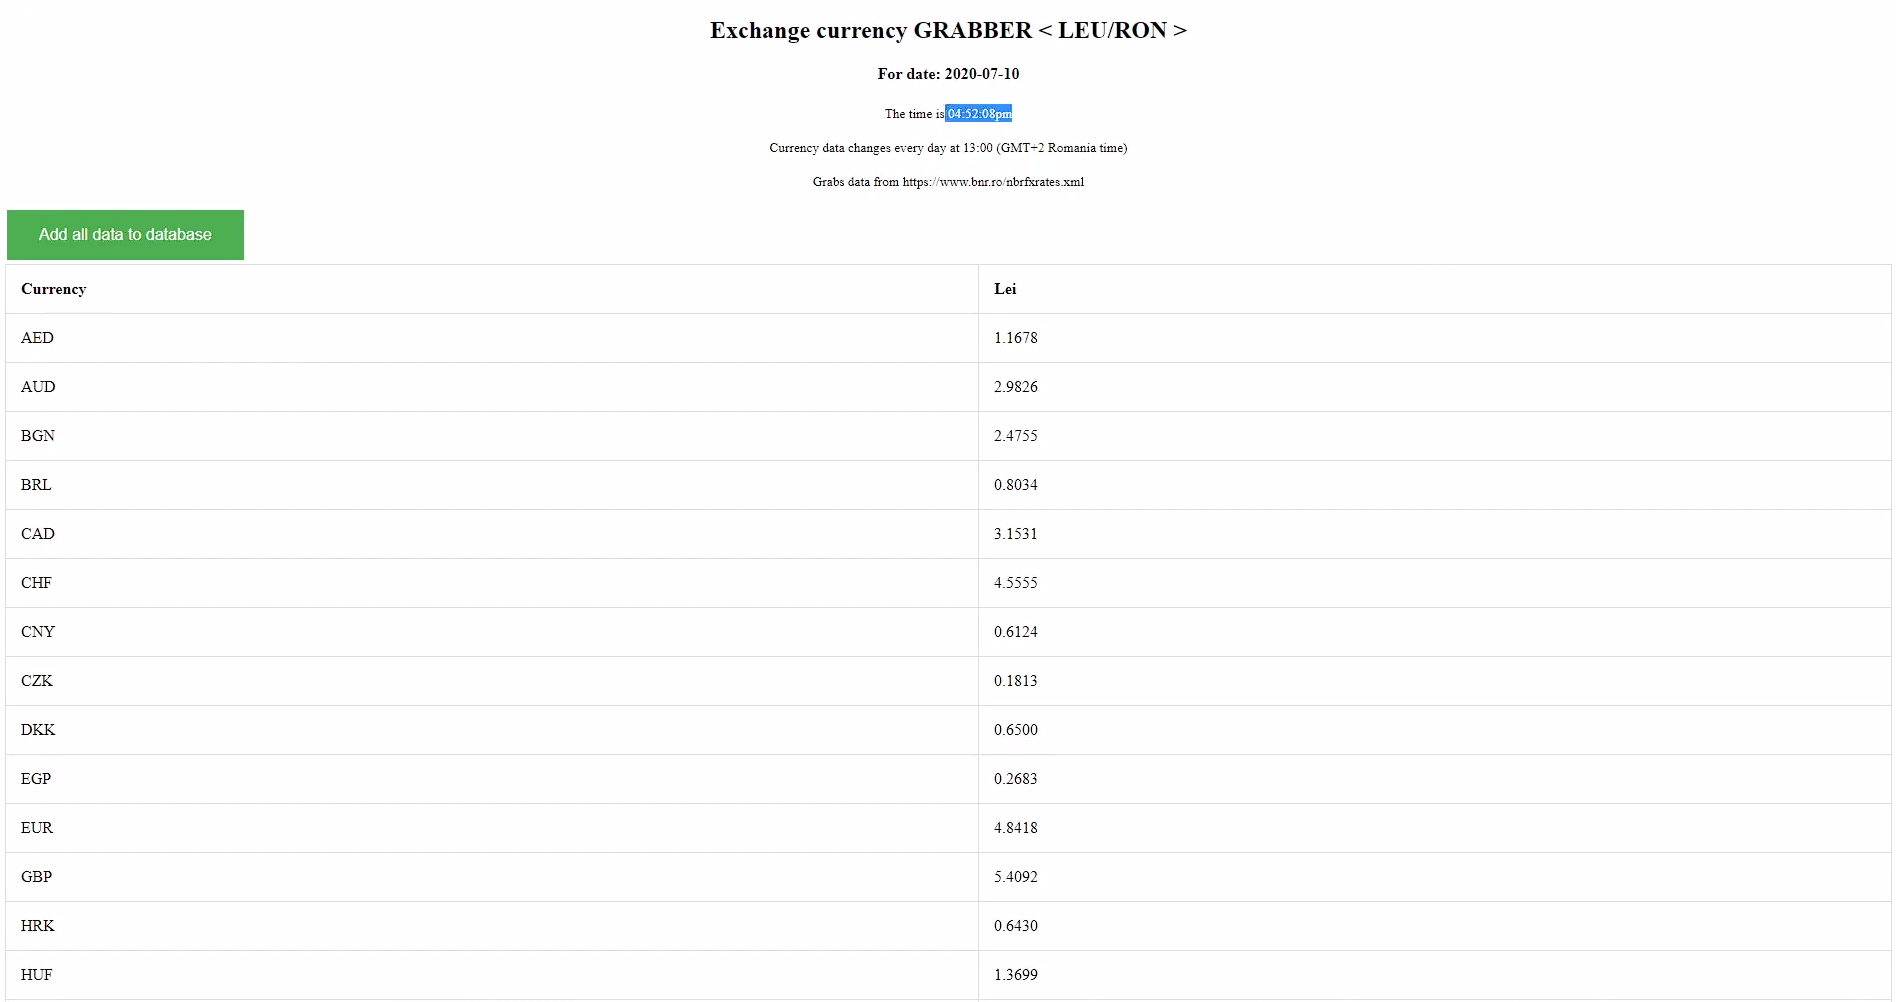 Exchange currency GRABBER < LEU/RON >
For date: 2020-07-10
The time is 04:52:08pm
Currency data changes every day at 13:00 (GMT+2 Romania time)
Grabs data from https://www.bnr.ro/nbrfxrates.xml
Add all data to database
Currency Lei
AED 1.1678
AUD 2.9826
BGN 2.4755
BRL 0.8034
CAD 3.1531
CHF 4.5555
CNY 0.6124
CZK 0.1813
DKK 0.6500
EGP 0.2683
EUR 4.8418
GBP 5.4092
HRK 0.6430
HUF 1.3699